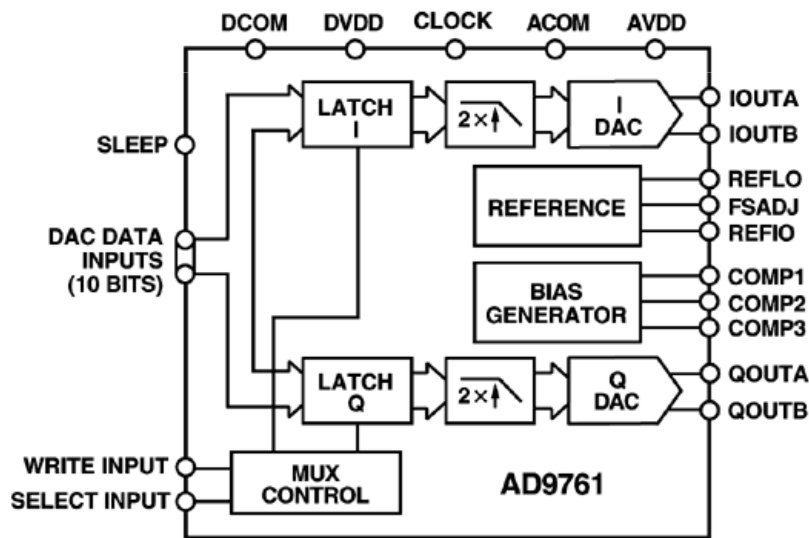 DCOM DVDD CLOCK ACOM AVDD
LATCH
I
2×
I
DAC
IOUTA
IOUTB
SLEEP
REFERENCE
REFLO
FSADJ
REFIO
DAC DATA
INPUTS
(10 BITS)
BIAS
GENERATOR
COMP1
COMP2
COMP3
LATCH
Q
2×
Q
DAC
QOUTA
QOUTB
WRITE INPUT
SELECT INPUT
MUX
CONTROL
AD9761